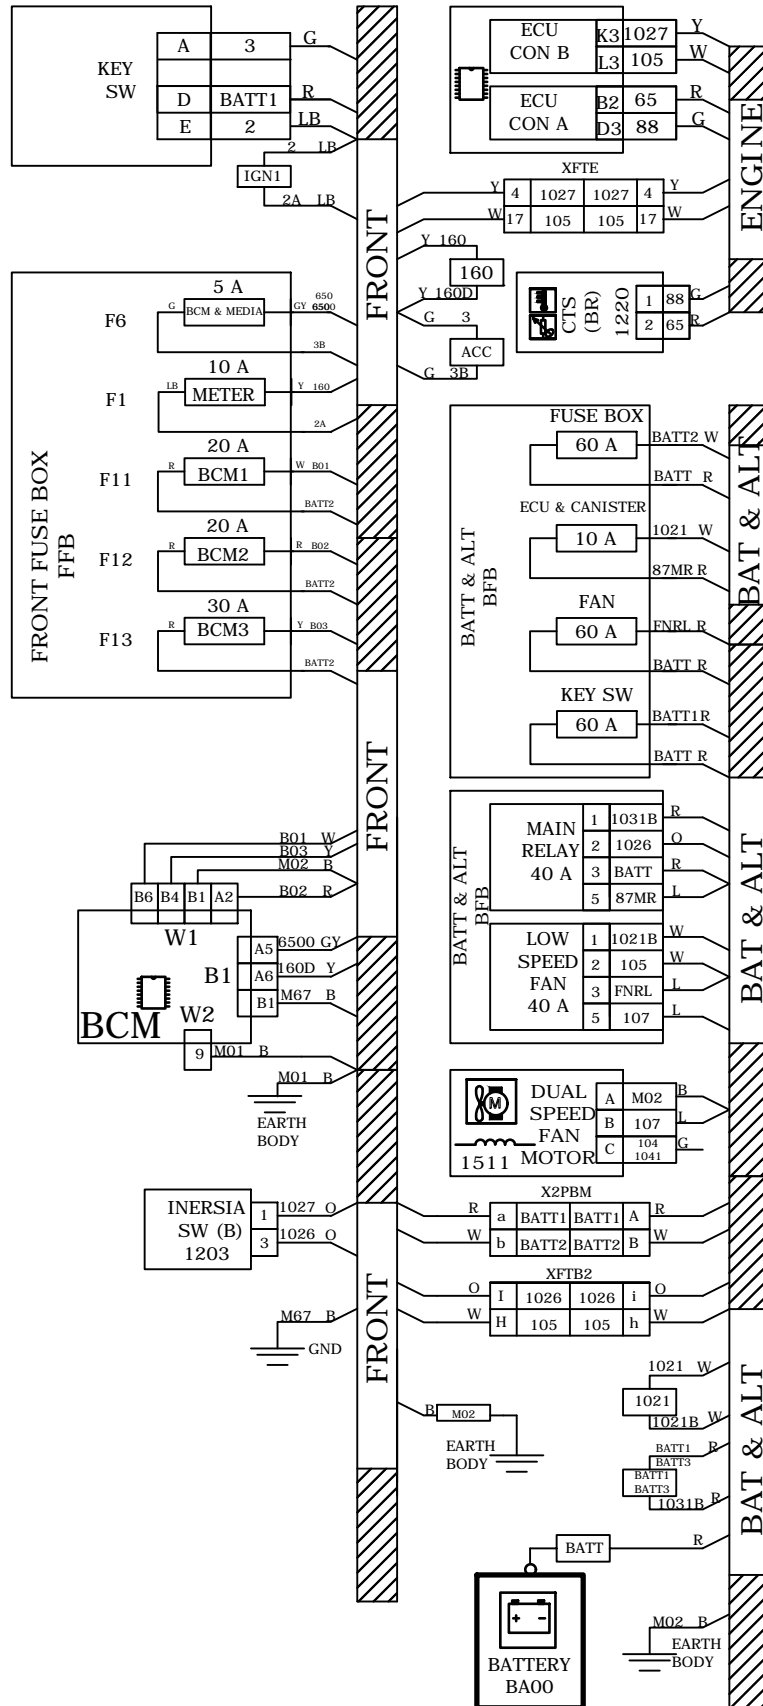 KEY
SW
A 3 G
D BATT1 R
E 2 LB
2 LB
IGN1
2A LB
FRONT
FRONT FUSE BOX
FFB
5 A
F6 G BCM & MEDIA GY 650
6500
3B
10 A
F1 LB METER Y 160
2A
20 A
F11 R BCM1 W B01
BATT2
20 A
F12 R BCM2 R B02
BATT2
30 A
F13 R BCM3 Y B03
BATT2
FRONT
B01 W
B03 Y
M02 B
B02 R
B6 B4 B1 A2
W1
BCM
B1
A5 6500 GY
A6 160D Y
B1 M67 B
W2
9 M01 B
M01 B
EARTH
BODY
INERSIA
SW (B)
1203
1 1027 O
3 1026 O
M67 B
GND
FRONT
ECU
CON B
K3 1027 Y
L3 105 W
ECU
CON A
B2 65 R
D3 88 G
XFTE
Y 4 1027 1027 4 Y
W 17 105 105 17 W
ENGINE
Y 160
160
Y 160D
G 3
ACC
G 3B
CTS
(BR)
1220
1 88 G
2 65 R
BATT & ALT
BFB
FUSE BOX
60 A BATT2 W
BATT R
ECU & CANISTER
10 A 1021 W
87MR R
FAN
60 A FNRL R
BATT R
KEY SW
60 A BATT1 R
BATT R
BAT & ALT
BATT & ALT
BFB
MAIN
RELAY
40 A
1 1031B R
2 1026 O
3 BATT R
5 87MR L
LOW
SPEED
FAN
40 A
1 1021B W
2 105 W
3 FNRL L
5 107 L
BAT & ALT
M
1511
DUAL
SPEED
FAN
MOTOR
A M02 B
B 107 L
C 104
1041 G
X2PBM
R a BATT1 BATT1 A R
W b BATT2 BATT2 B W
XFTB2
O I 1026 1026 i O
W H 105 105 h W
1021 W
1021
1021B W
B M02
EARTH
BODY
BATT1 R
BATT3
BATT1
BATT3
1031B R
BAT & ALT
BATT R
+ -
BATTERY
BA00
M02 B
EARTH
BODY